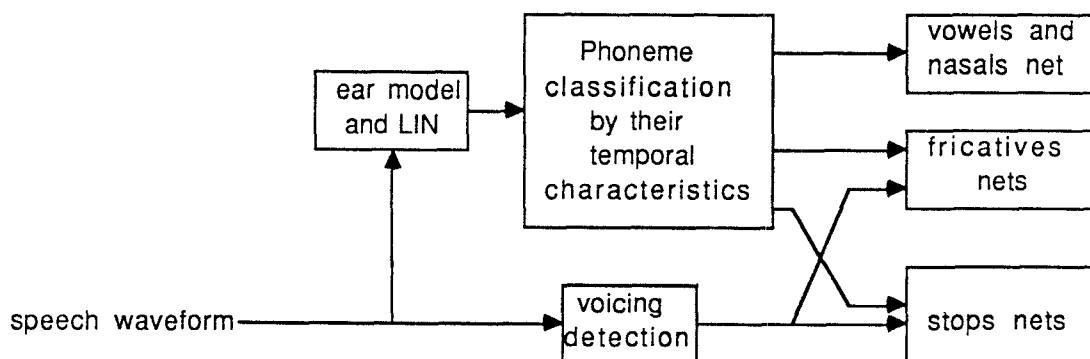 ear model
and LIN
Phoneme
classification
by their
temporal
characteristics
vowels and
nasals net
fricatives
nets
speech waveform
voicing
detection
stops nets